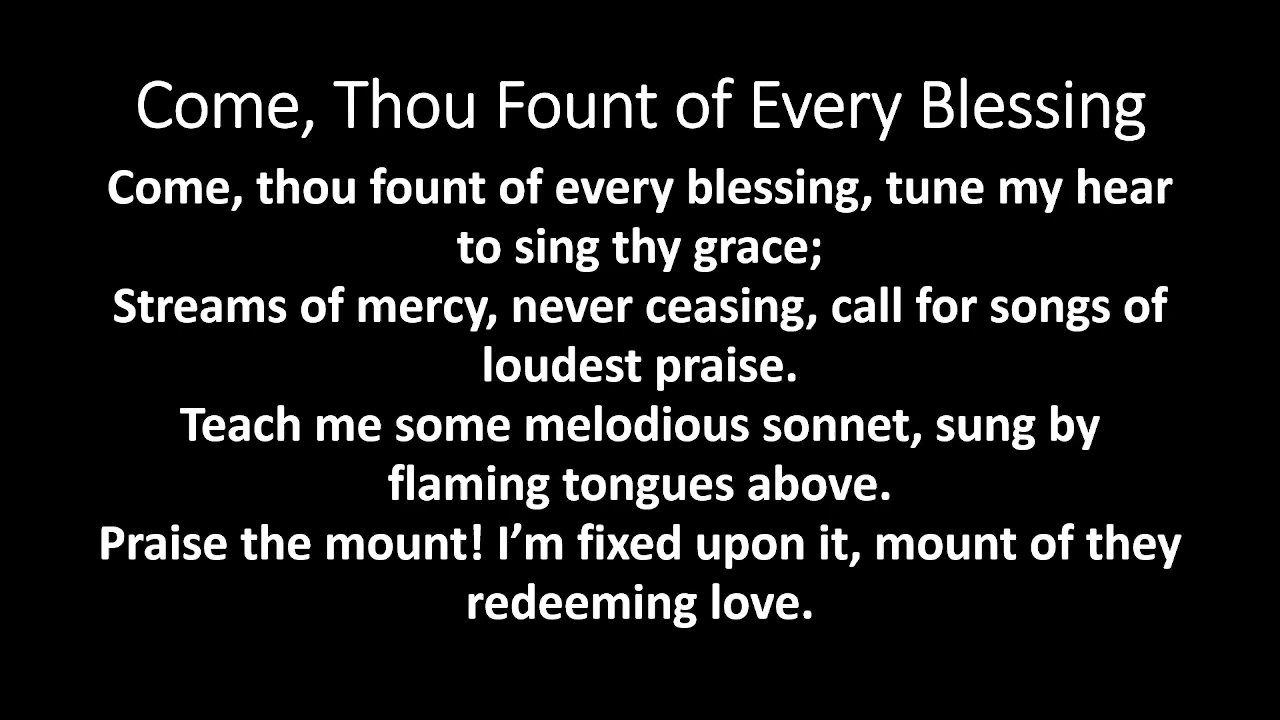 Come, Thou Fount of Every Blessing
Come, thou fount of every blessing, tune my hear
to sing thy grace;
Streams of mercy, never ceasing, call for songs of
loudest praise.
Teach me some melodious sonnet, sung by
flaming tongues above.
Praise the mount! I’m fixed upon it, mount of they
redeeming love.